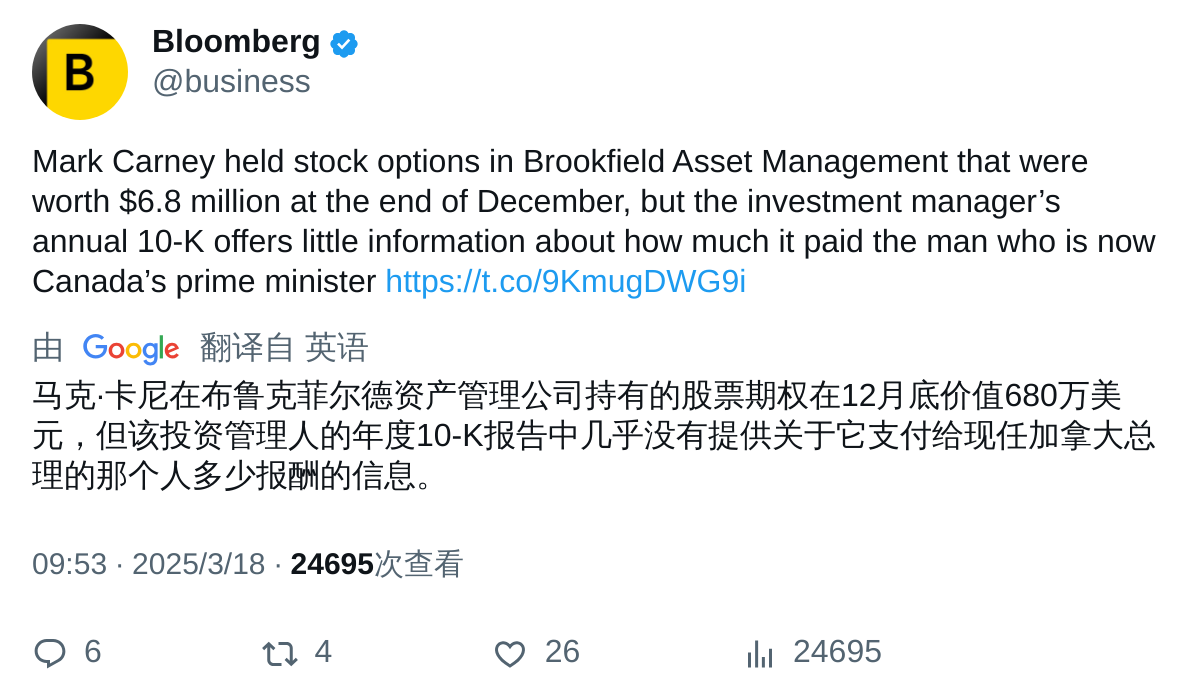 B
Bloomberg
@business
Mark Carney held stock options in Brookfield Asset Management that were
worth $6.8 million at the end of December, but the investment manager’s
annual 10-K offers little information about how much it paid the man who is now
Canada’s prime minister https://t.co/9KmugDWG9i
由 Google 翻译自 英语
马克·卡尼在布鲁克菲尔德资产管理公司持有的股票期权在12月底价值680万美
元，但该投资管理人的年度10-K报告中几乎没有提供关于它支付给现任加拿大总
理的那个人多少报酬的信息。
09:53 · 2025/3/18 · 24695次查看
6 4 26 24695